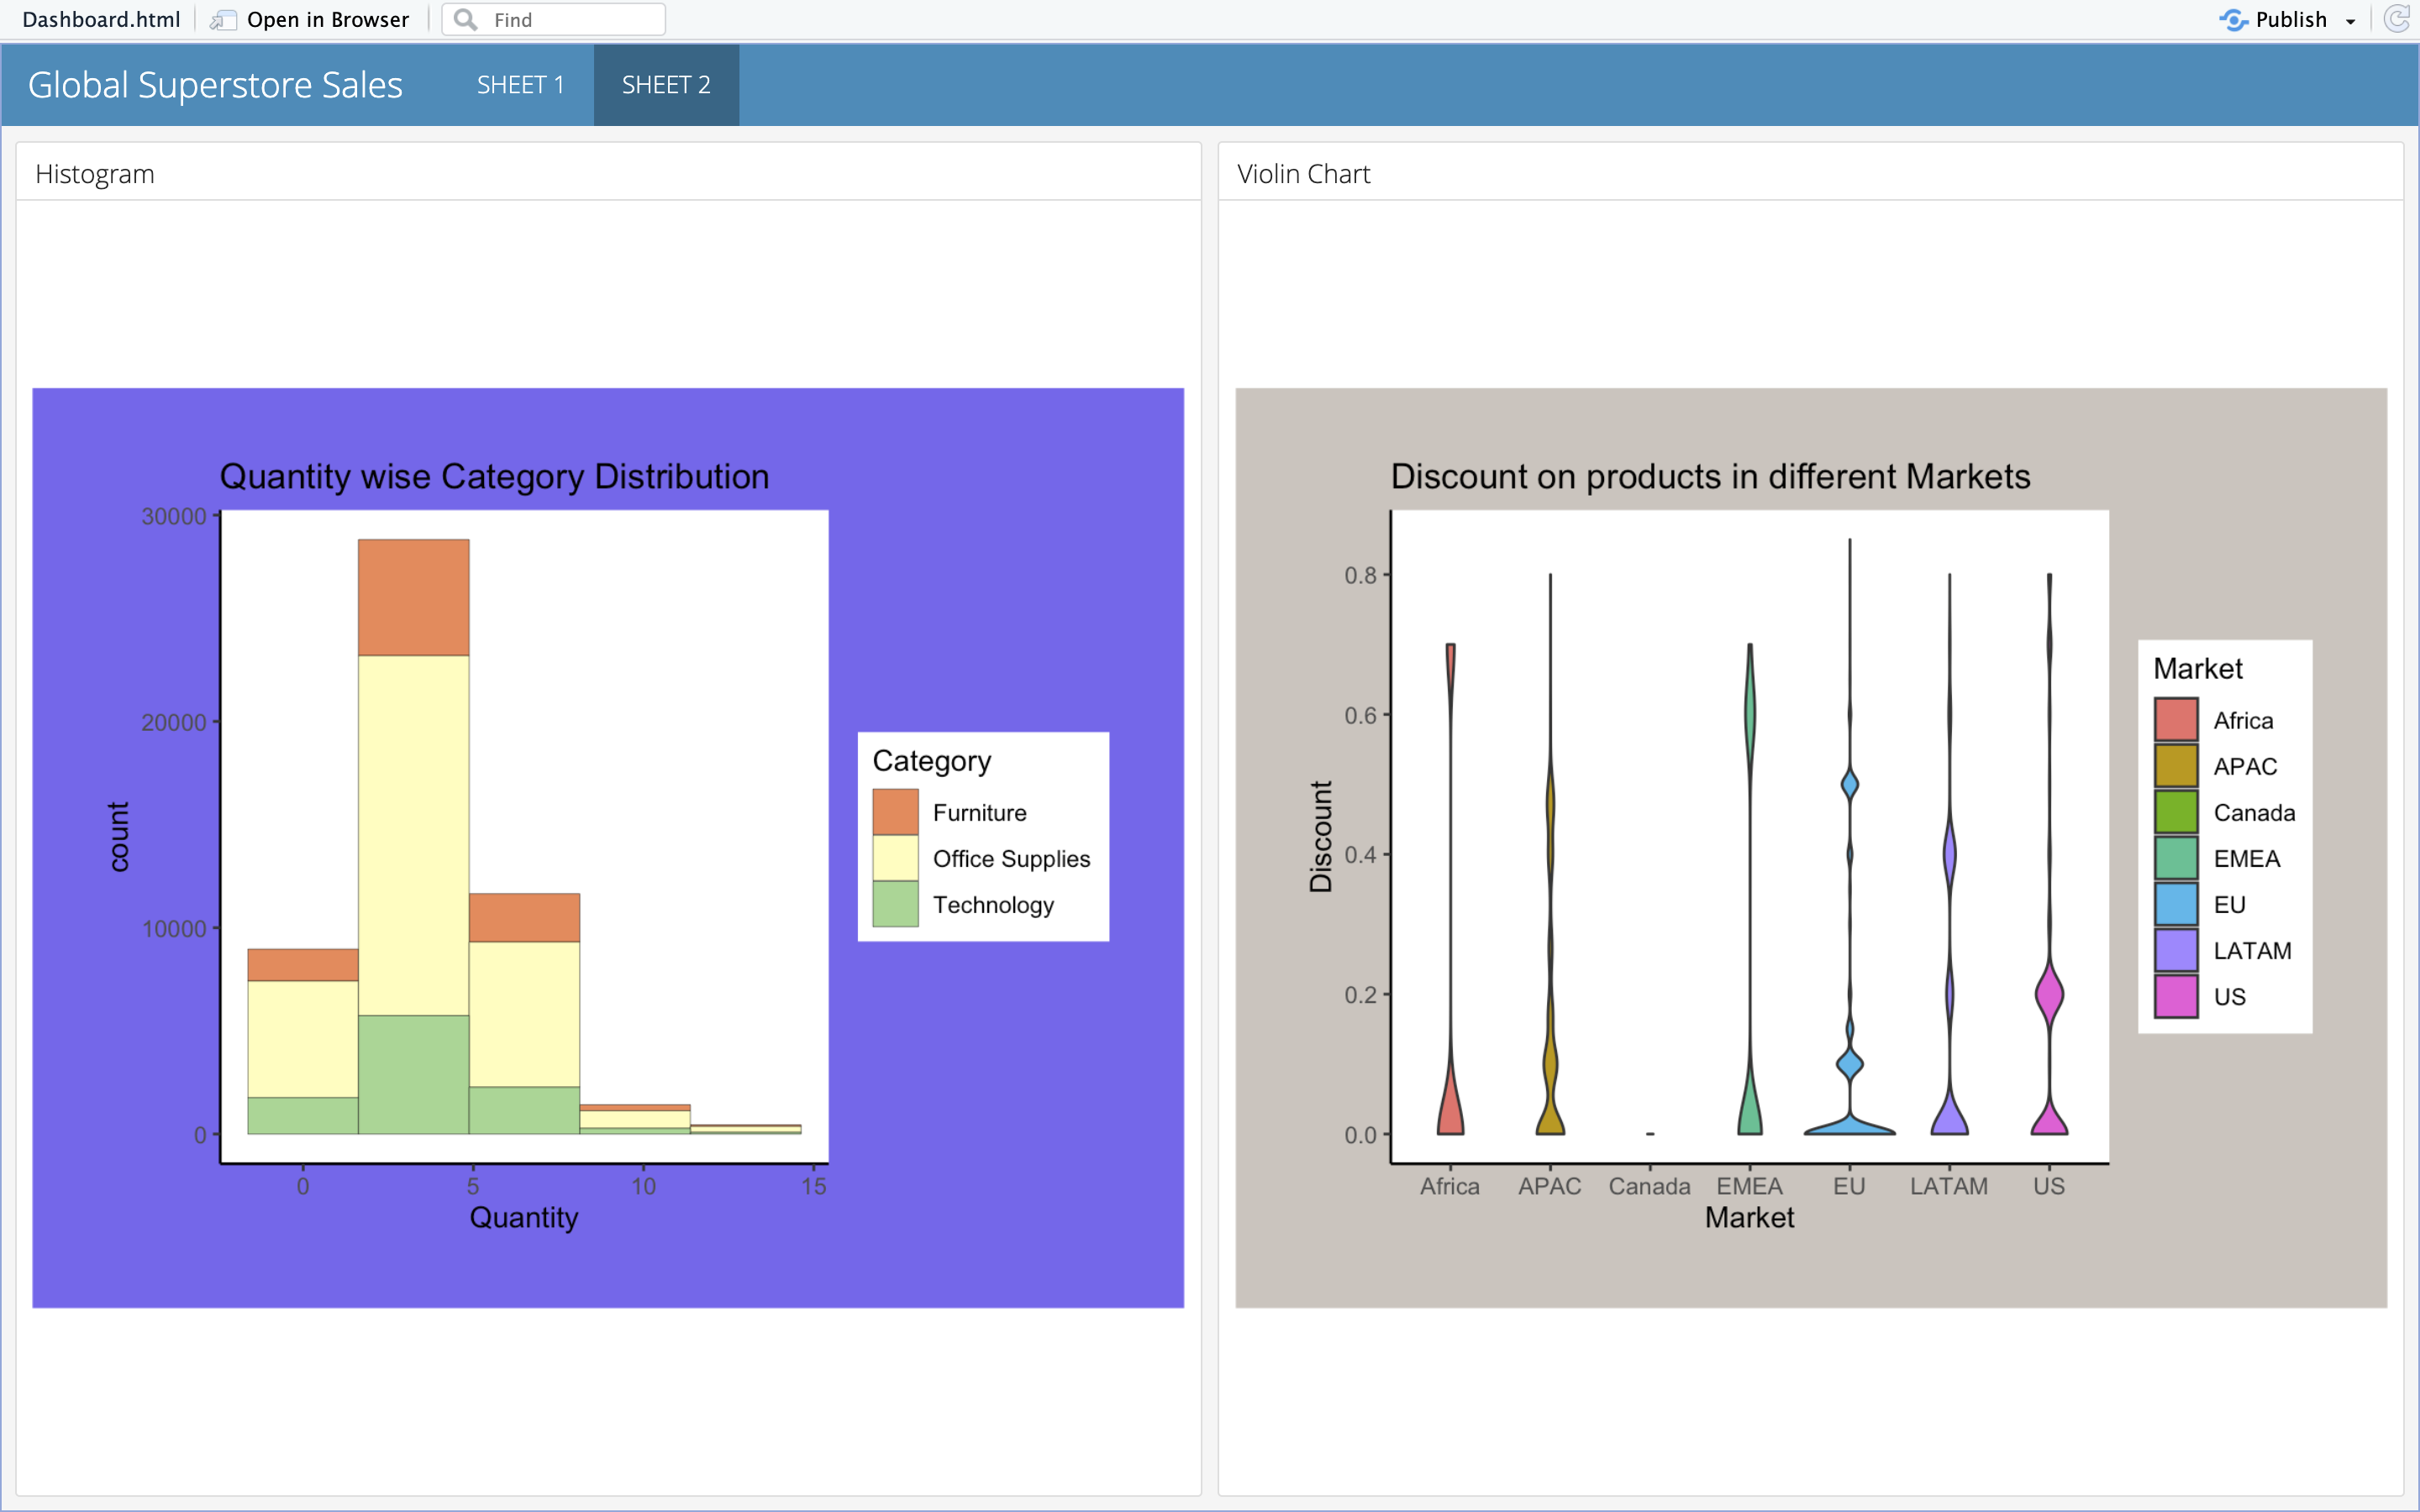 Dashboard.html Open in Browser Find Publish
Global Superstore Sales SHEET 1 SHEET 2
Histogram
Quantity wise Category Distribution
30000
20000
10000
0
count
0 5 10 15
Quantity
Category
Furniture
Office Supplies
Technology
Violin Chart
Discount on products in different Markets
0.8
0.6
0.4
0.2
0.0
Discount
Africa APAC Canada EMEA EU LATAM US
Market
Market
Africa
APAC
Canada
EMEA
EU
LATAM
US